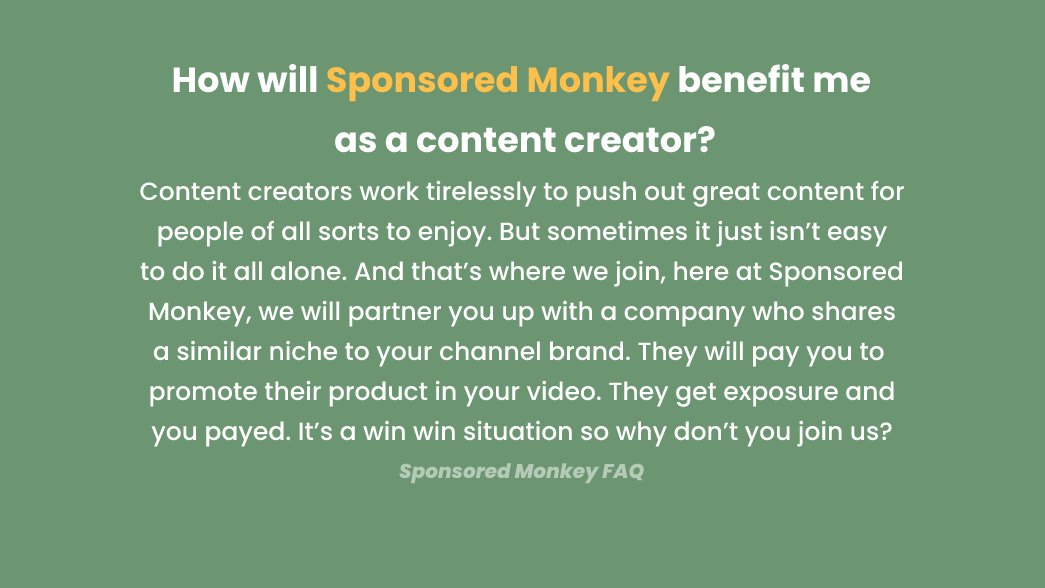 How will Sponsored Monkey benefit me
as a content creator?
Content creators work tirelessly to push out great content for
people of all sorts to enjoy. But sometimes it just isn’t easy
to do it all alone. And that’s where we join, here at Sponsored
Monkey, we will partner you up with a company who shares
a similar niche to your channel brand. They will pay you to
promote their product in your video. They get exposure and
you payed. It’s a win win situation so why don’t you join us?
Sponsored Monkey FAQ